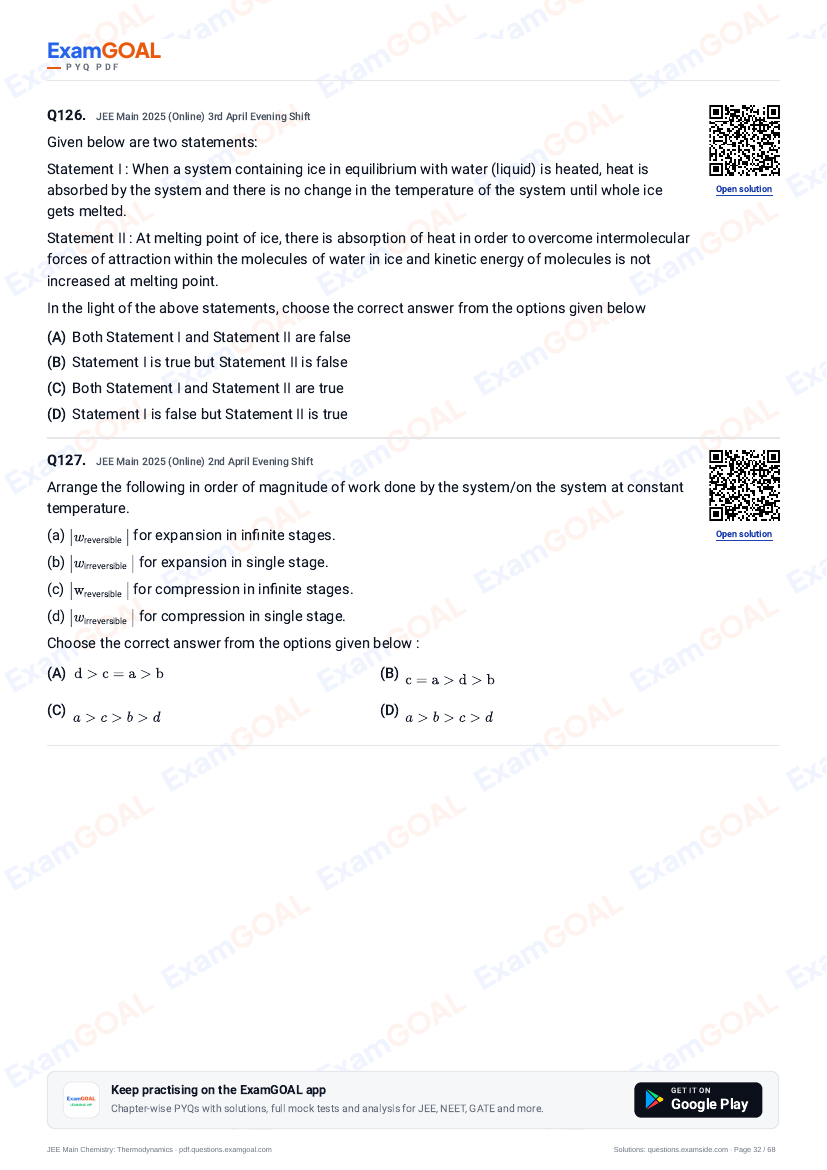 ExamGOAL
PYQ PDF
Q126. JEE Main 2025 (Online) 3rd April Evening Shift
Given below are two statements:
Statement I : When a system containing ice in equilibrium with water (liquid) is heated, heat is
absorbed by the system and there is no change in the temperature of the system until whole ice
gets melted.
Open solution
Statement II : At melting point of ice, there is absorption of heat in order to overcome intermolecular
forces of attraction within the molecules of water in ice and kinetic energy of molecules is not
increased at melting point.
In the light of the above statements, choose the correct answer from the options given below
(A) Both Statement I and Statement II are false
(B) Statement I is true but Statement II is false
(C) Both Statement I and Statement II are true
(D) Statement I is false but Statement II is true
Q127. JEE Main 2025 (Online) 2nd April Evening Shift
Arrange the following in order of magnitude of work done by the system/on the system at constant
temperature.
(a) |w_reversible| for expansion in infinite stages.
Open solution
(b) |w_irreversible| for expansion in single stage.
(c) |w_reversible| for compression in infinite stages.
(d) |w_irreversible| for compression in single stage.
Choose the correct answer from the options given below :
(A) d > c = a > b
(B) c = a > d > b
(C) a > c > b > d
(D) a > b > c > d
Keep practising on the ExamGOAL app
Chapter-wise PYQs with solutions, full mock tests and analysis for JEE, NEET, GATE and more.
GET IT ON
Google Play
JEE Main Chemistry: Thermodynamics · pdf.questions.examgoal.com
Solutions: questions.examside.com · Page 32 / 68